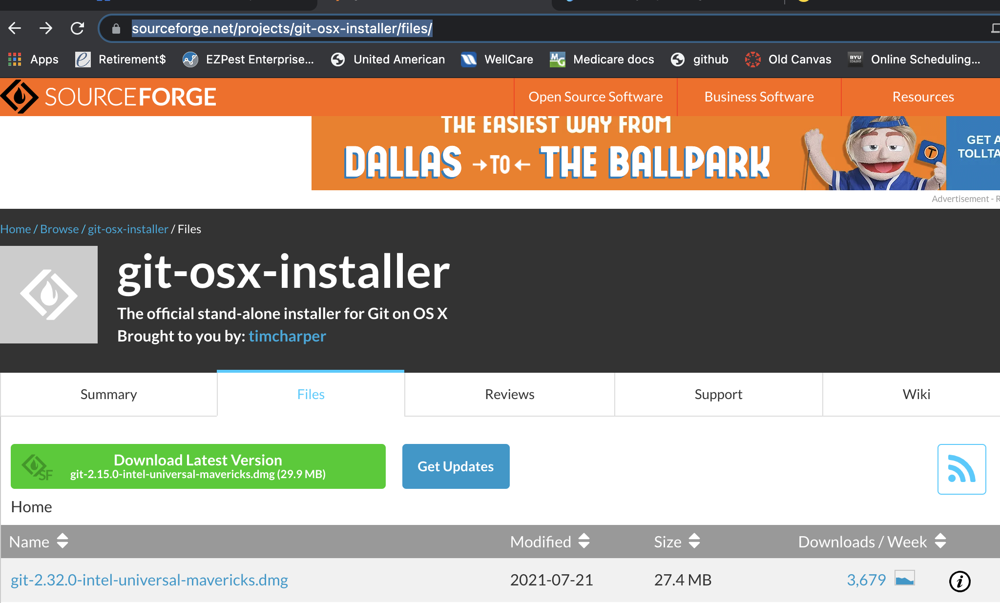 sourceforge.net/projects/git-osx-installer/files/
Apps Retirement$ EZPest Enterprise... United American WellCare Medicare docs github Old Canvas BYU IDAHO Online Scheduling...
SOURCEFORGE Open Source Software Business Software Resources
THE EASIEST WAY FROM
DALLAS TO THE BALLPARK
GET A
TOLLTA
Advertisement - R
Home / Browse / git-osx-installer / Files
git-osx-installer
The official stand-alone installer for Git on OS X
Brought to you by: timcharper
Summary Files Reviews Support Wiki
SF Download Latest Version
git-2.15.0-intel-universal-mavericks.dmg (29.9 MB)
Get Updates
Home
Name Modified Size Downloads / Week
git-2.32.0-intel-universal-mavericks.dmg 2021-07-21 27.4 MB 3,679 i